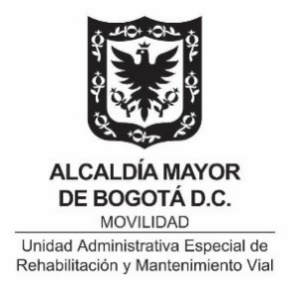 ALCALDÍA MAYOR
DE BOGOTÁ D.C.
MOVILIDAD
Unidad Administrativa Especial de
Rehabilitación y Mantenimiento Vial